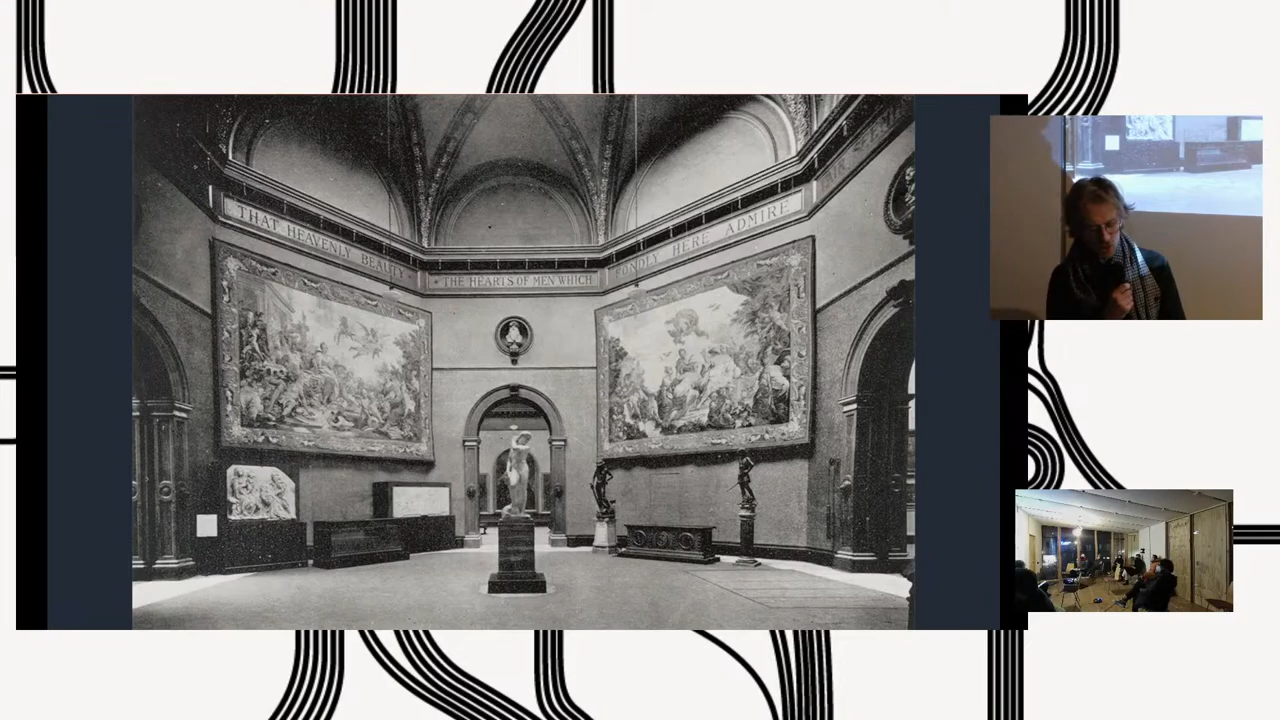 THAT HEAVENLY BEAUTY
THE HEARTS OF MEN WHICH
FONDLY HERE ADMIRE